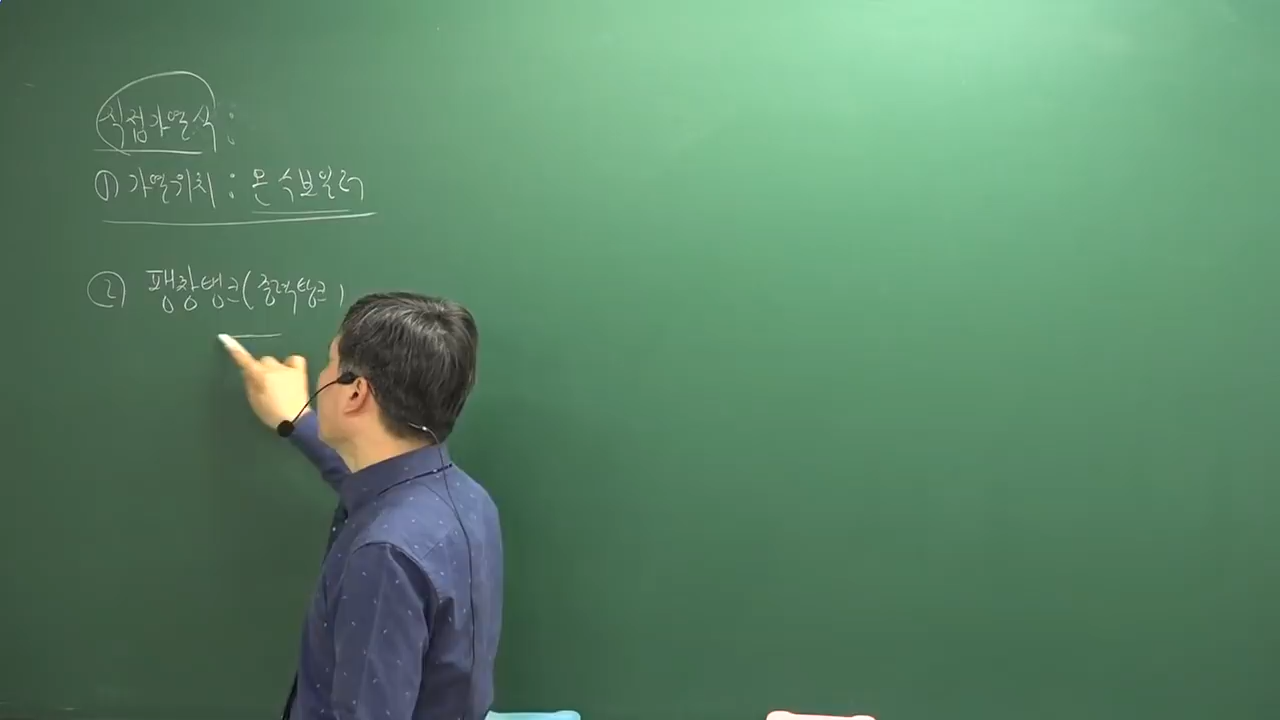 직접가열식 :
① 가열위치 : 온수보일러
② 팽창탱크(중력탱크)